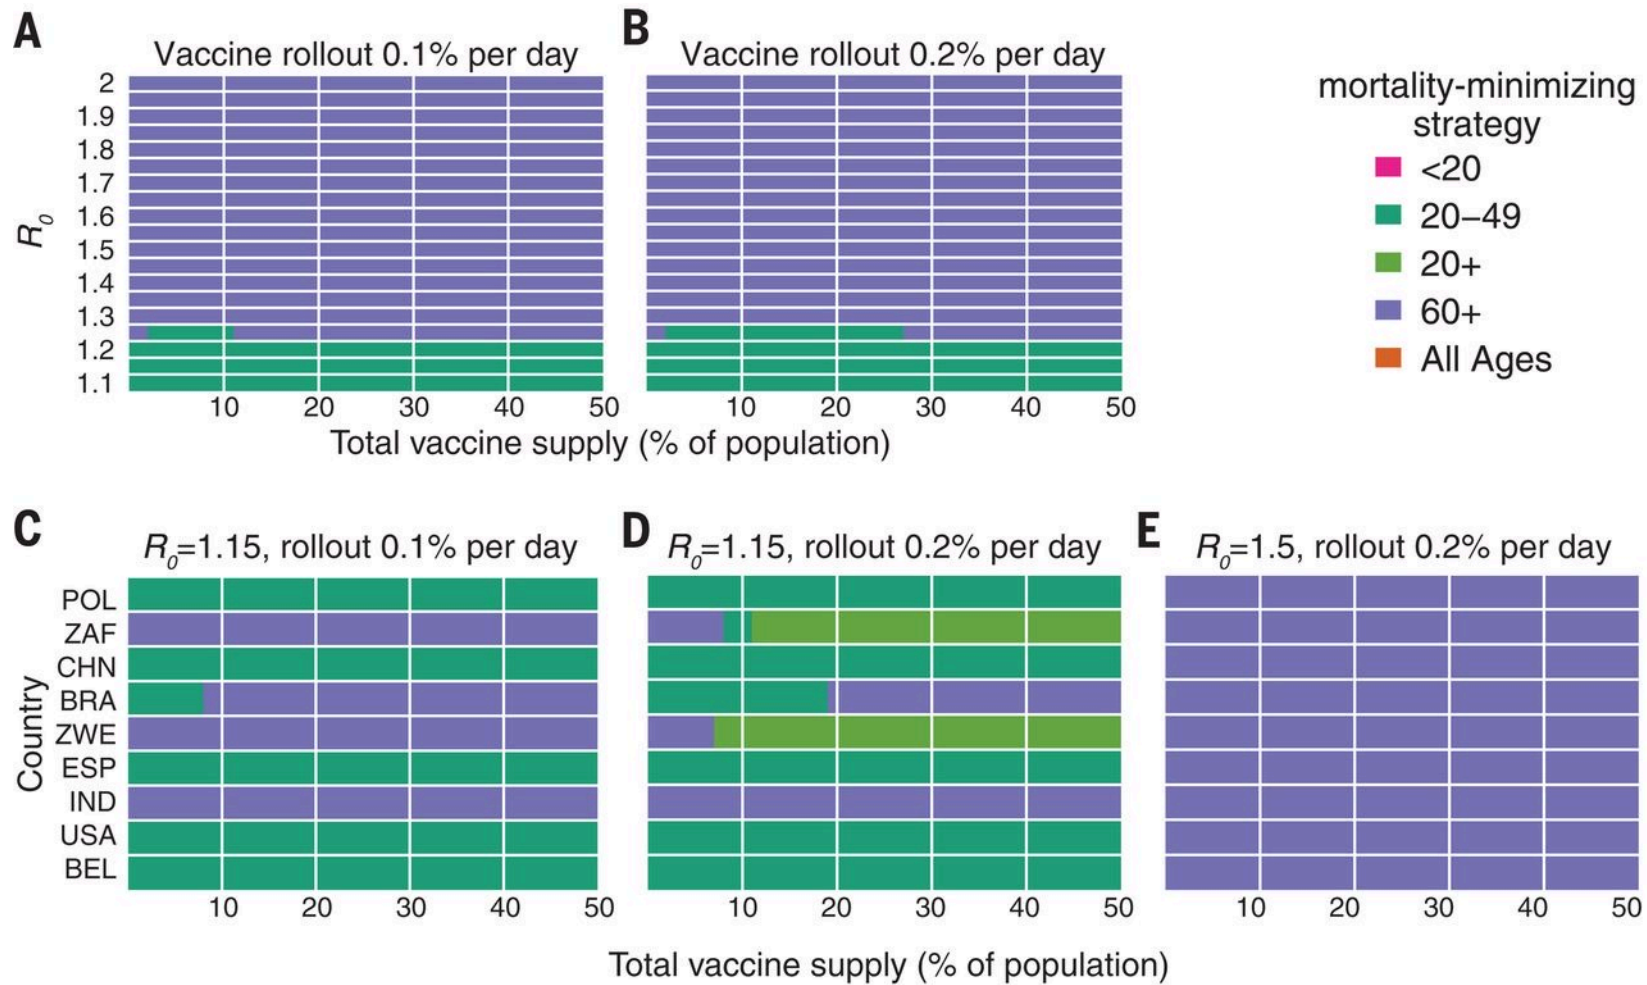 A
Vaccine rollout 0.1% per day
B
Vaccine rollout 0.2% per day
R0
2
1.9
1.8
1.7
1.6
1.5
1.4
1.3
1.2
1.1
10 20 30 40 50
10 20 30 40 50
Total vaccine supply (% of population)
mortality-minimizing
strategy
<20
20–49
20+
60+
All Ages
C
R0=1.15, rollout 0.1% per day
D
R0=1.15, rollout 0.2% per day
E
R0=1.5, rollout 0.2% per day
Country
POL
ZAF
CHN
BRA
ZWE
ESP
IND
USA
BEL
10 20 30 40 50
10 20 30 40 50
10 20 30 40 50
Total vaccine supply (% of population)